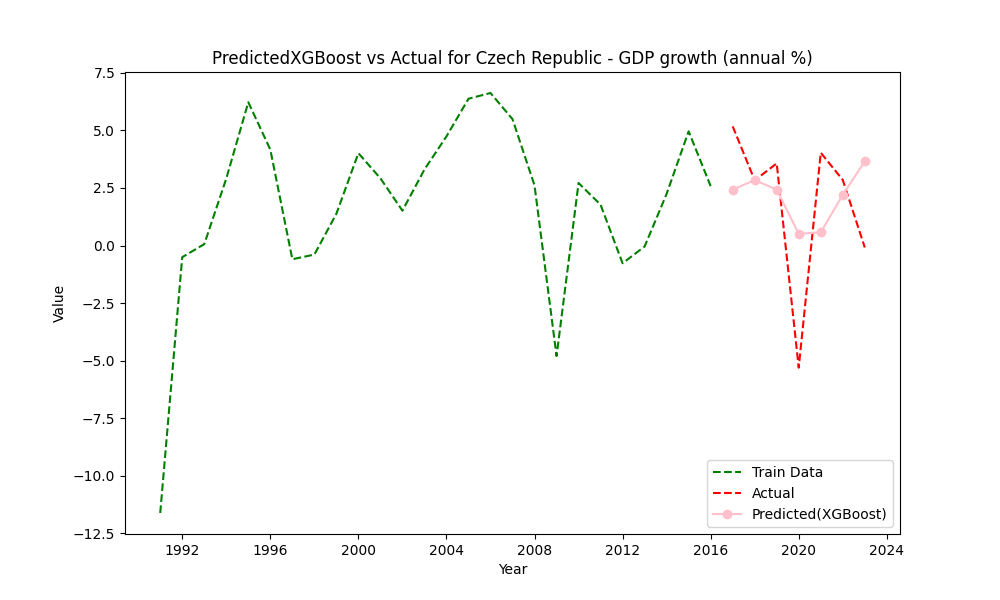 PredictedXGBoost vs Actual for Czech Republic - GDP growth (annual %)
7.5
5.0
2.5
0.0
−2.5
−5.0
−7.5
−10.0
−12.5
Value
1992 1996 2000 2004 2008 2012 2016 2020 2024
Year
Train Data
Actual
Predicted(XGBoost)